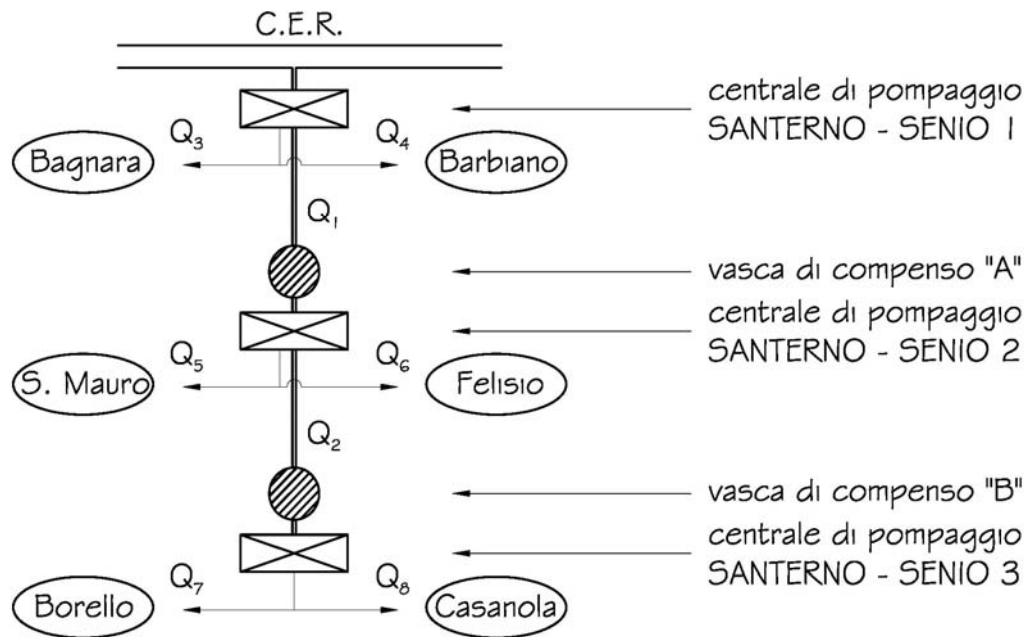 C.E.R.
centrale di pompaggio
SANTERNO - SENIO 1
Q3
Q4
Bagnara
Barbiano
Q1
vasca di compenso "A"
centrale di pompaggio
SANTERNO - SENIO 2
Q5
Q6
S. Mauro
Felisio
Q2
vasca di compenso "B"
centrale di pompaggio
SANTERNO - SENIO 3
Q7
Q8
Borello
Casanola